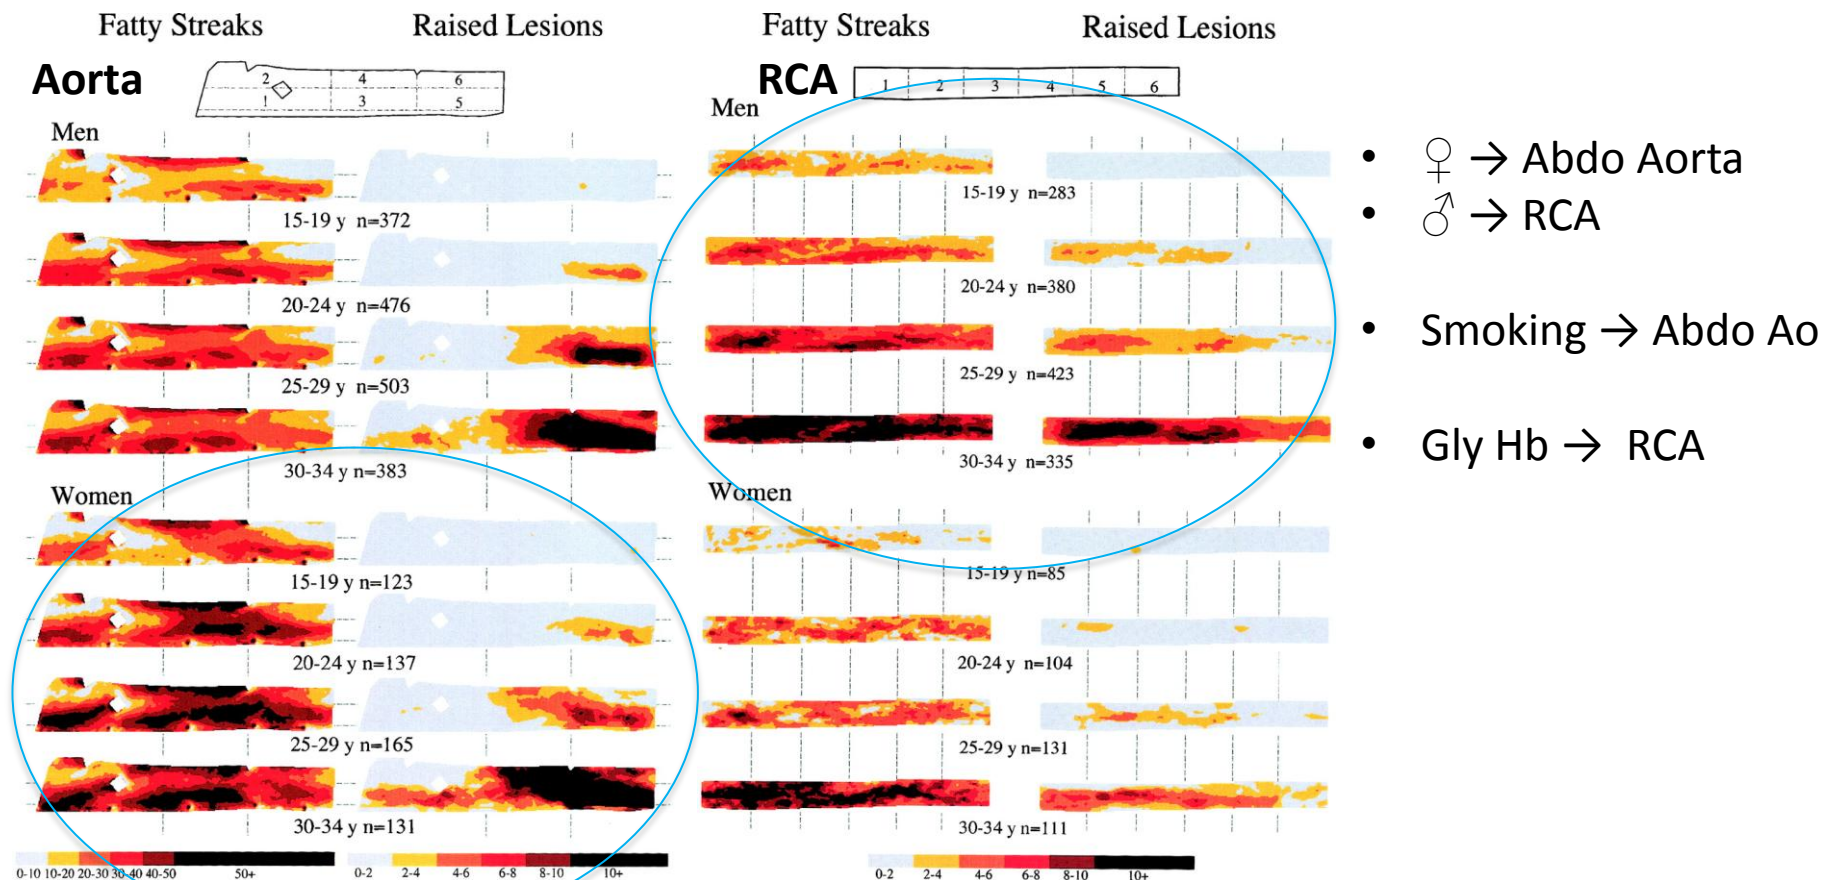 Fatty Streaks
Raised Lesions
Aorta
2 4 6
1 3 5
Men
15-19 y n=372
20-24 y n=476
25-29 y n=503
30-34 y n=383
Women
15-19 y n=123
20-24 y n=137
25-29 y n=165
30-34 y n=131
0-10 10-20 20-30 30-40 40-50 50+
0-2 2-4 4-6 6-8 8-10 10+
Fatty Streaks
Raised Lesions
RCA
1 2 3 4 5 6
Men
15-19 y n=283
20-24 y n=380
25-29 y n=423
30-34 y n=335
Women
15-19 y n=85
20-24 y n=104
25-29 y n=131
30-34 y n=111
0-2 2-4 4-6 6-8 8-10 10+
• ♀ → Abdo Aorta
• ♂ → RCA
• Smoking → Abdo Ao
• Gly Hb → RCA